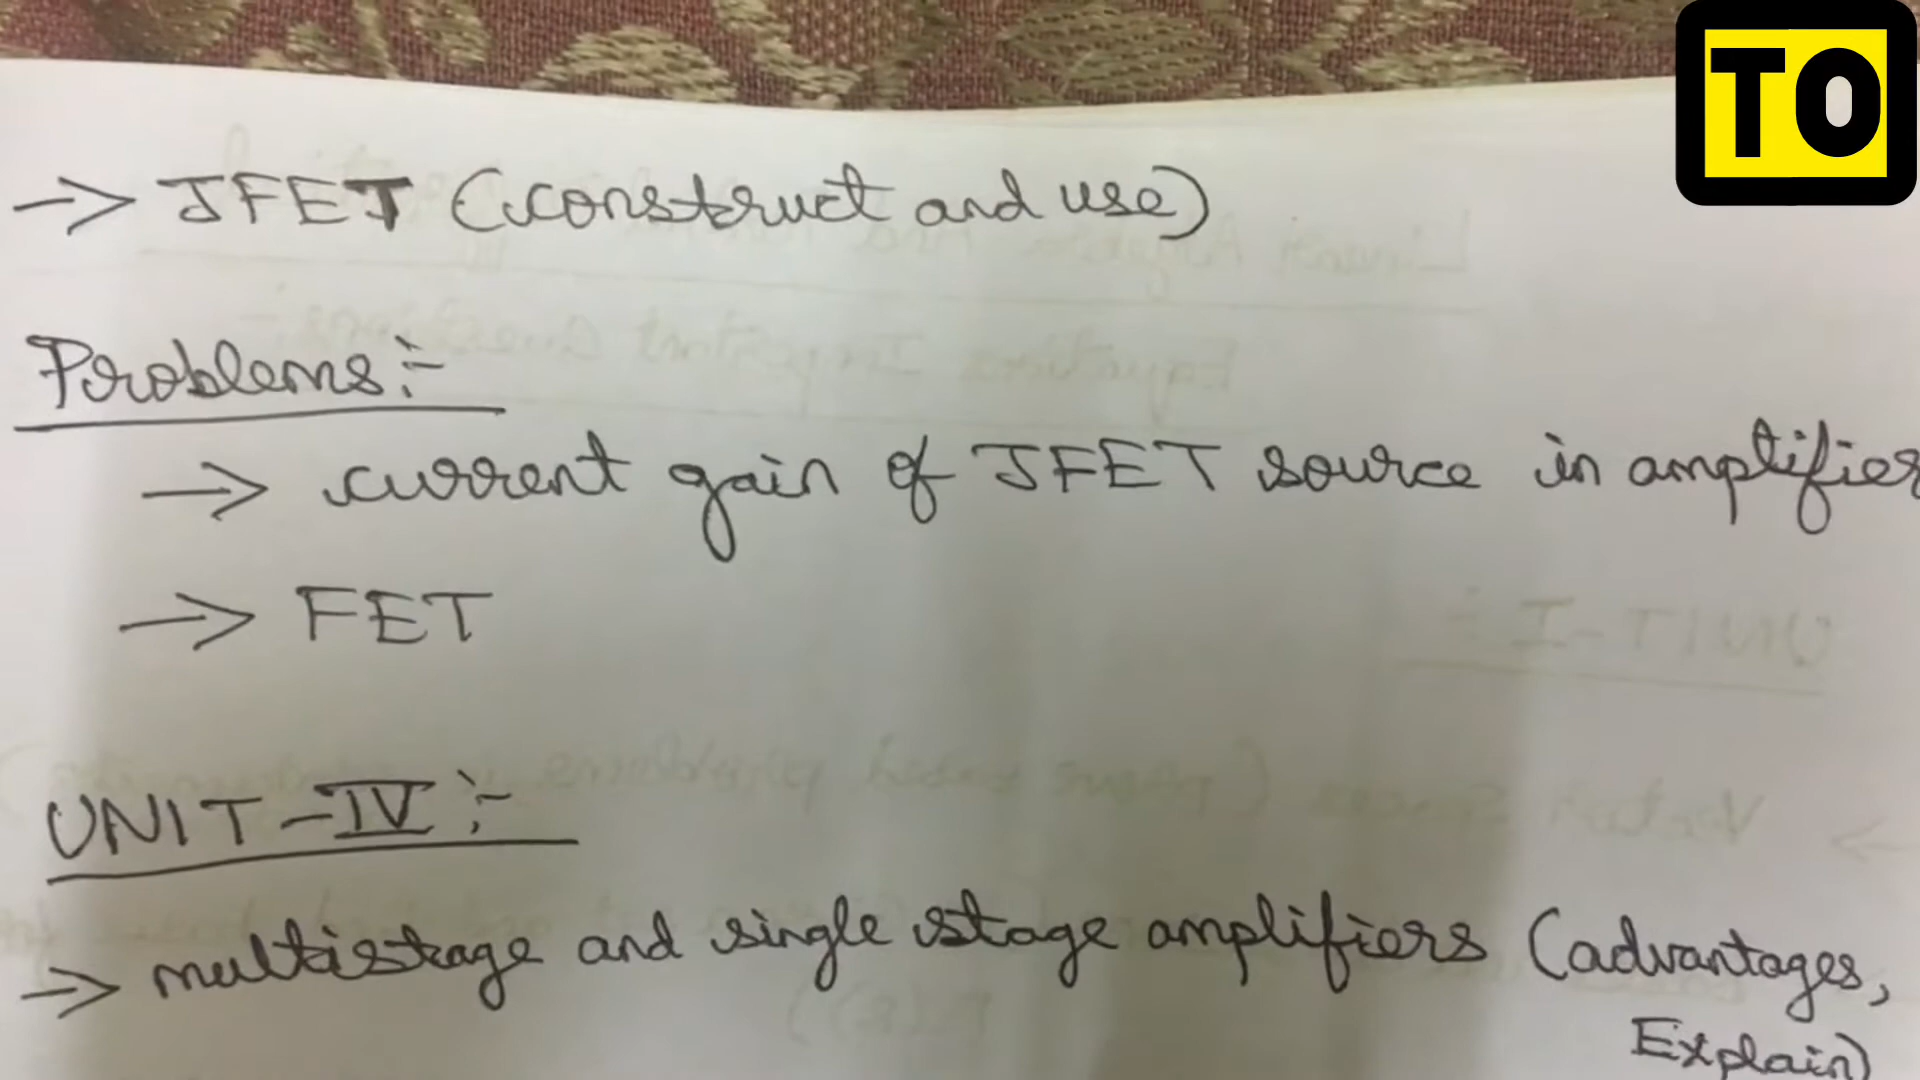 TO
→ JFET (construct and use)
Problems:-
→ current gain of JFET source in amplifier
→ FET
UNIT-IV:-
→ multistage and single stage amplifiers (advantages,
Explain)